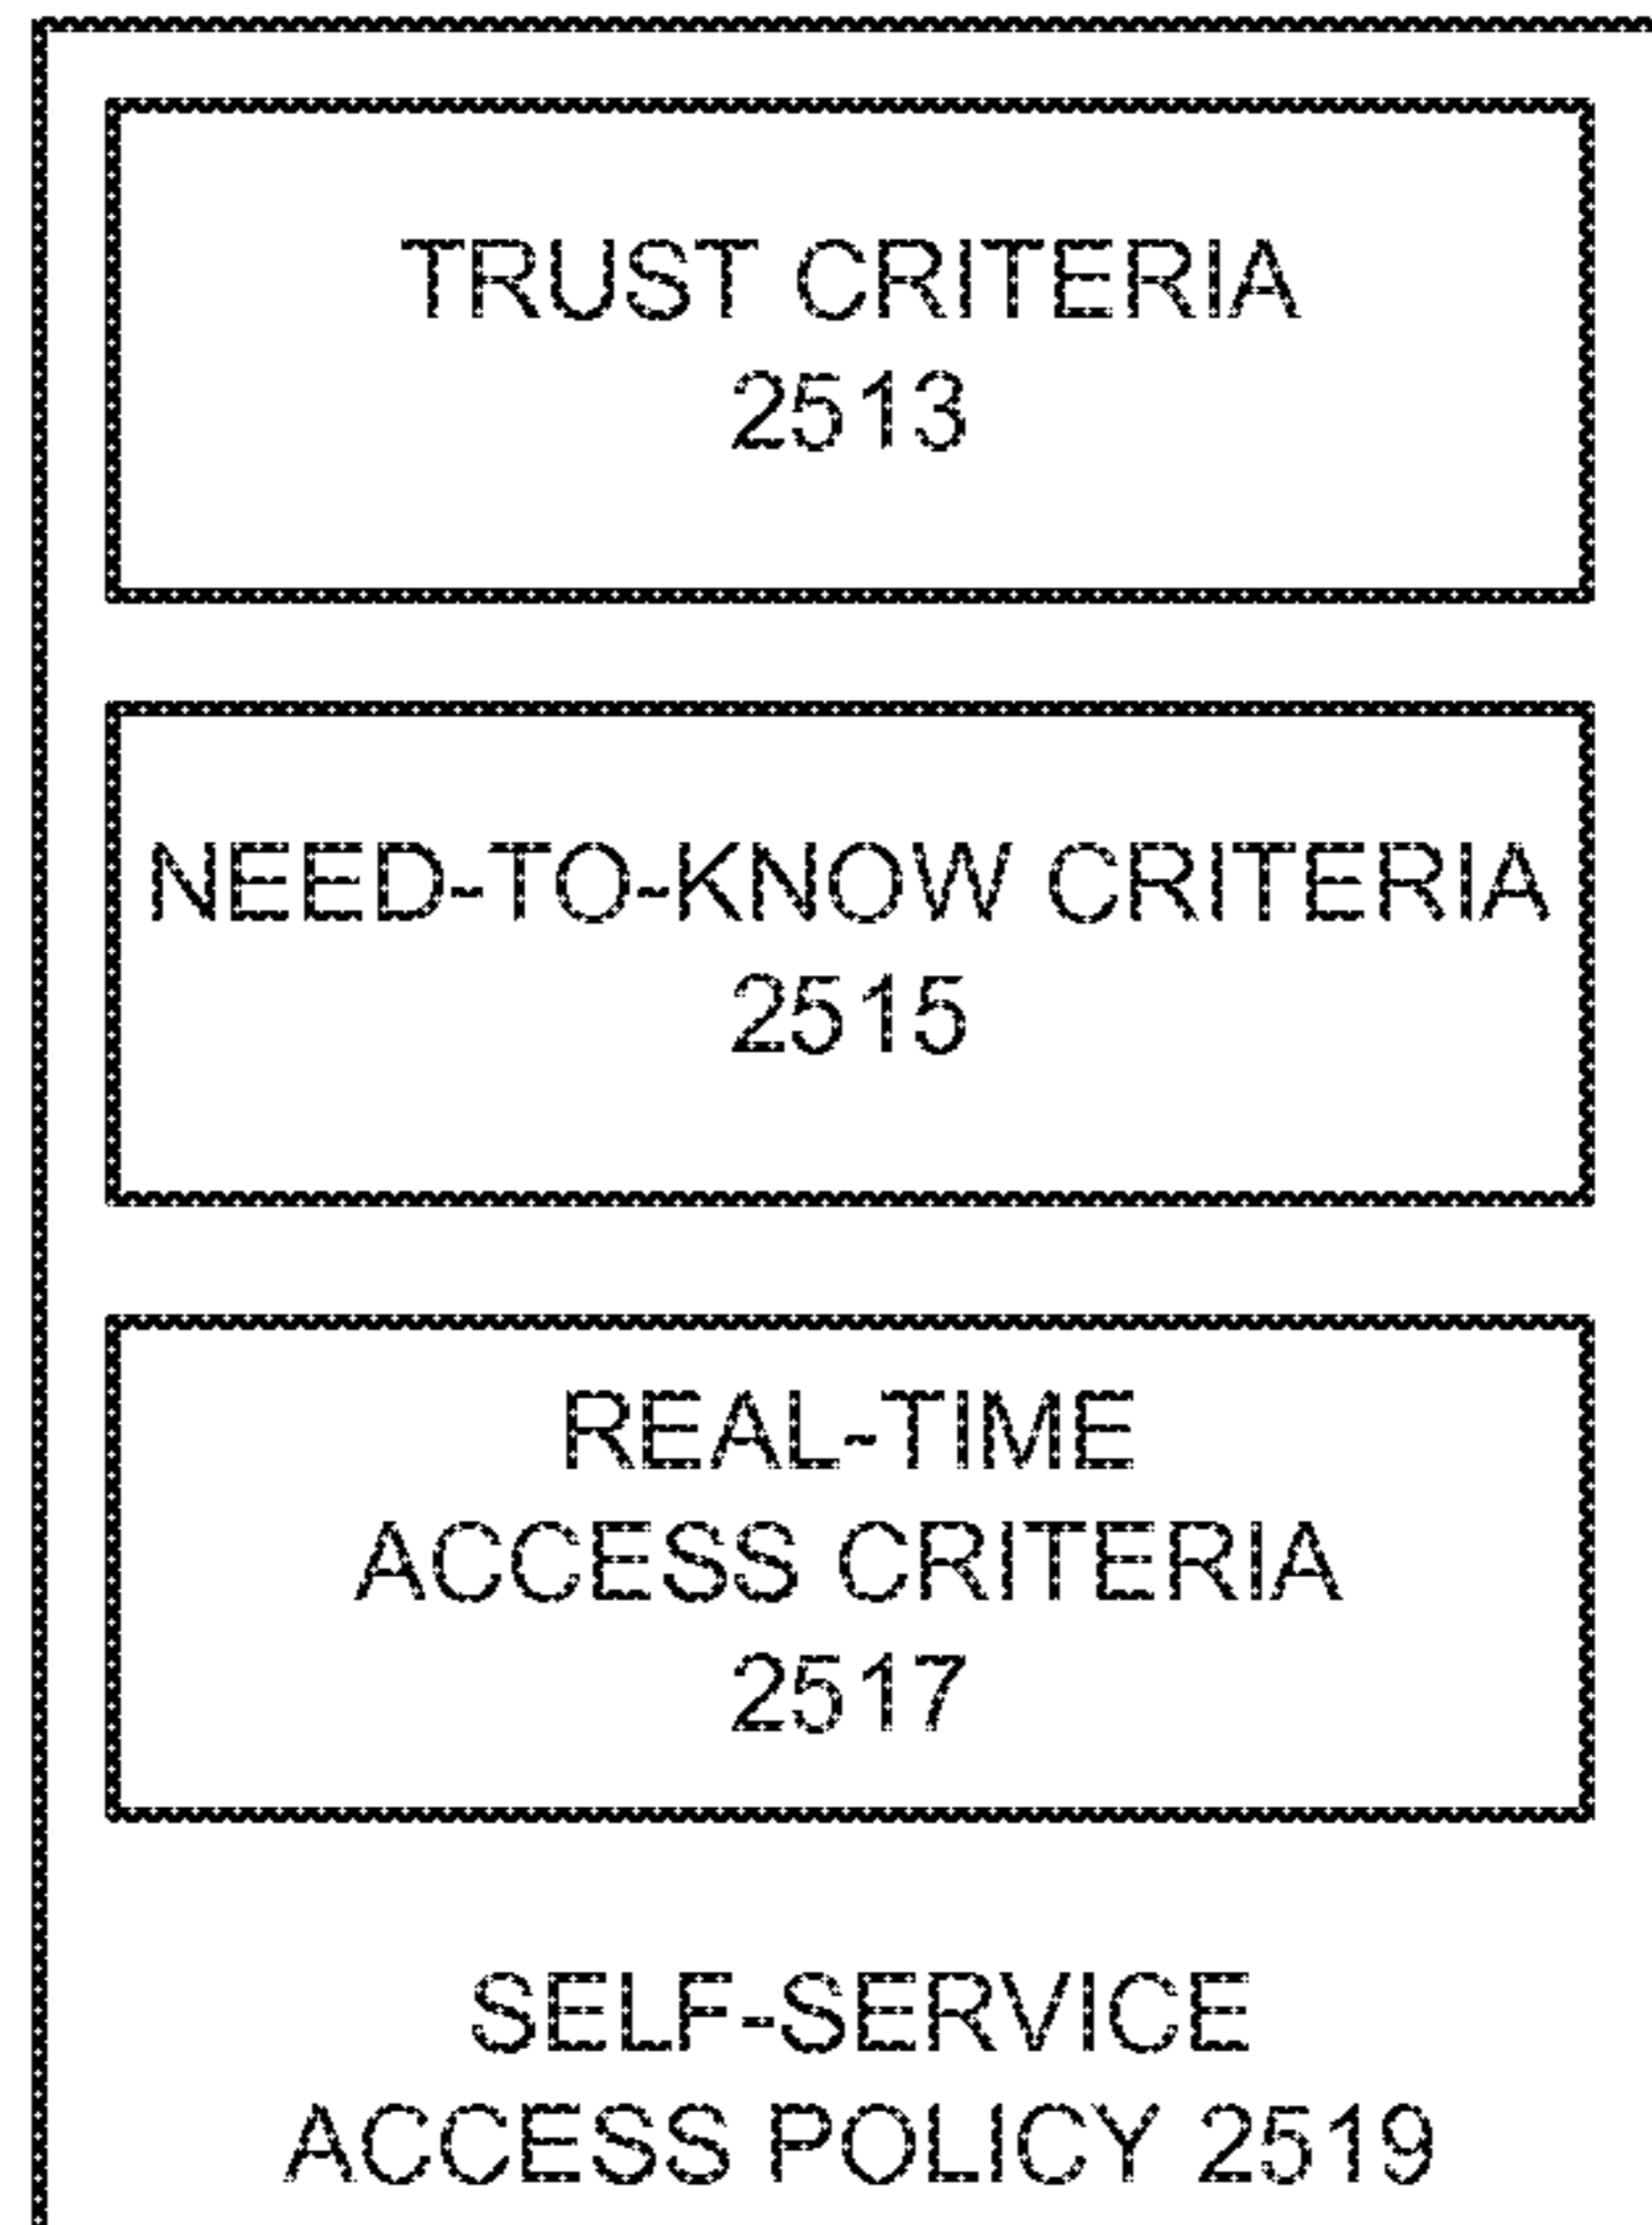 TRUST CRITERIA
2513
NEED-TO-KNOW CRITERIA
2515
REAL-TIME
ACCESS CRITERIA
2517
SELF-SERVICE
ACCESS POLICY 2519